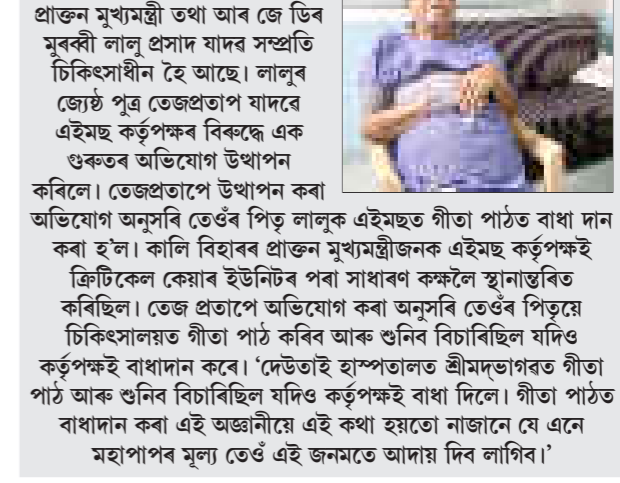 প্ৰাক্তন মুখ্যমন্ত্ৰী তথা আৰ জে ডিৰ
মুৰব্বী লালু প্ৰসাদ যাদৱ সম্প্ৰতি
চিকিৎসাধীন হৈ আছে। লালুৰ
জ্যেষ্ঠ পুত্ৰ তেজপ্ৰতাপ যাদৱে
এইমছ কৰ্তৃপক্ষৰ বিৰুদ্ধে এক
গুৰুতৰ অভিযোগ উত্থাপন
কৰিলে। তেজপ্ৰতাপে উত্থাপন কৰা
অভিযোগ অনুসৰি তেওঁৰ পিতৃ লালুক এইমছত গীতা পাঠত বাধা দান
কৰা হ’ল। কালি বিহাৰৰ প্ৰাক্তন মুখ্যমন্ত্ৰীজনক এইমছ কৰ্তৃপক্ষই
ক্ৰিটিকেল কেয়াৰ ইউনিটৰ পৰা সাধাৰণ কক্ষলৈ স্থানান্তৰিত
কৰিছিল। তেজ প্ৰতাপে অভিযোগ কৰা অনুসৰি তেওঁৰ পিতৃয়ে
চিকিৎসালয়ত গীতা পাঠ কৰিব আৰু শুনিব বিচাৰিছিল যদিও
কৰ্তৃপক্ষই বাধাদান কৰে। ‘দেউতাই হাস্পতালত শ্ৰীমদ্‌ভাগৱত গীতা
পাঠ আৰু শুনিব বিচাৰিছিল যদিও কৰ্তৃপক্ষই বাধা দিলে। গীতা পাঠত
বাধাদান কৰা এই অজ্ঞানীয়ে এই কথা হয়তো নাজানে যে এনে
মহাপাপৰ মূল্য তেওঁ এই জনমতে আদায় দিব লাগিব।’